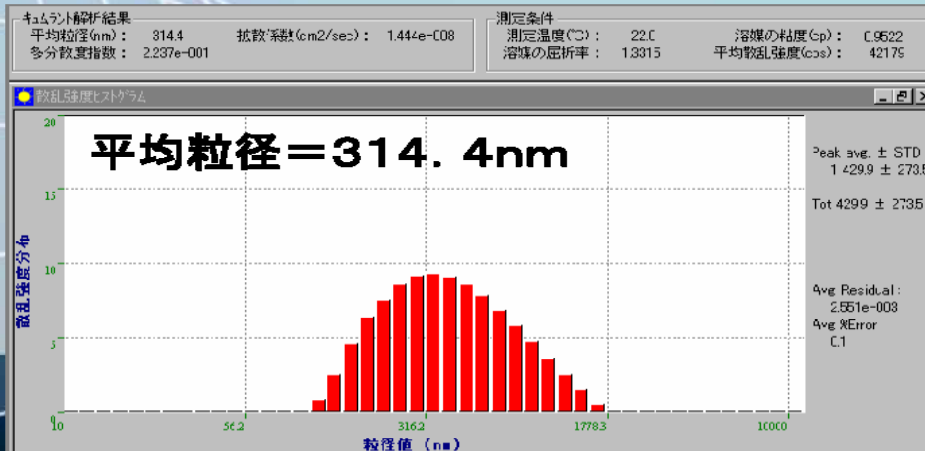 キュムラント解析結果
平均粒径(nm): 314.4 拡散係数(cm2/sec): 1.444e-008
多分散度指数: 2.237e-001
測定条件
測定温度(℃): 22.0 溶媒の粘度(cp): 0.9522
溶媒の屈折率: 1.3315 平均散乱強度(cps): 42179
散乱強度ヒストグラム
平均粒径=314.4nm
Peak avg. ± STD
1 429.9 ± 273.5
Tot 429.9 ± 273.5
Avg Residual:
2.551e-003
Avg %Error
0.1
散乱強度分布
20
15
10
5
0
10 56.2 316.2 1778.3 10000
粒径値 (nm)